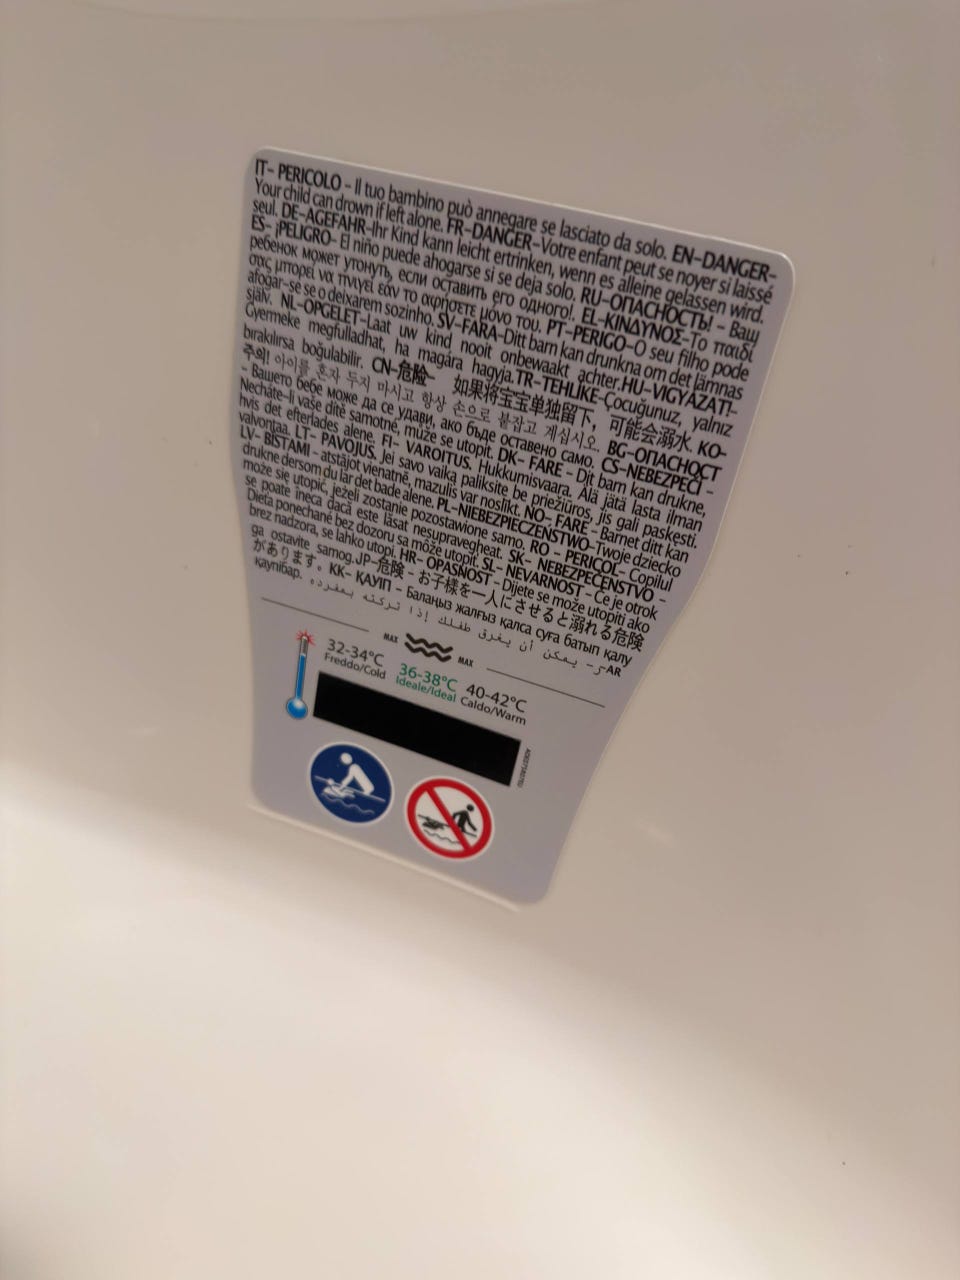 IT- PERICOLO - Il tuo bambino può annegare se lasciato da solo. EN-DANGER-
Your child can drown if left alone. FR-DANGER-Votre enfant peut se noyer si laissé
seul. DE-AGEFAHR-Ihr Kind kann leicht ertrinken, wenn es alleine gelassen wird.
ES- ¡PELIGRO- El niño puede ahogarse si se deja solo. RU-ОПАСНОСТЬ! - Ваш
ребенок может утонуть, если оставить его одного!. EL-ΚΙΝΔΥΝΟΣ-Το παιδί
σας μπορεί να πνιγεί εάν το αφήσετε μόνο του. PT-PERIGO-O seu filho pode
afogar-se se o deixarem sozinho. SV-FARA-Ditt barn kan drunkna om det lämnas
själv. NL-OPGELET-Laat uw kind nooit onbewaakt achter.HU-VIGYÁZAT!-
Gyermeke megfulladhat, ha magára hagyja.TR-TEHLİKE-Çocuğunuz, yalnız
bırakılırsa boğulabilir. CN-危险- 如果将宝宝单独留下, 可能会溺水. KO-
주의! 아이를 혼자 두지 마시고 항상 손으로 붙잡고 계십시오. BG-ОПАСНОСТ
- Вашето бебе може да се удави, ако бъде оставено само. CS-NEBEZPEČÍ -
Necháte-li vaše dítě samotné, může se utopit. DK- FARE - Dit barn kan drukne,
hvis det efterlades alene. FI- VAROITUS. Hukkumisvaara. Älä jätä lasta ilman
valvontaa. LT- PAVOJUS. Jei savo vaiką paliksite be priežiūros, jis gali paskęsti.
LV- BĪSTAMI - atstājot vienatnē, mazulis var noslīkt. NO- FARE - Barnet ditt kan
drukne dersom du lar det bade alene. PL-NIEBEZPIECZEŃSTWO-Twoje dziecko
może się utopić, jeżeli zostanie pozostawione samo. RO - PERICOL- Copilul
se poate îneca dacă este lăsat nesupravegheat. SK- NEBEZPEČENSTVO -
Dieťa ponechané bez dozoru sa môže utopiť. SL- NEVARNOST - Če je otrok
brez nadzora, se lahko utopi. HR- OPASNOST - Dijete se može utopiti ako
ga ostavite samog.JP-危険 - お子様を一人にさせると溺れる危険
があります。KK- ҚАУІП - Балаңыз жалғыз қалса суға батып қалу
қаупі бар. يمكن أن يغرق طفلك إذا تركته بمفرده -AR
MAX MAX
32-34°C 36-38°C 40-42°C
Freddo/Cold Ideale/Ideal Caldo/Warm